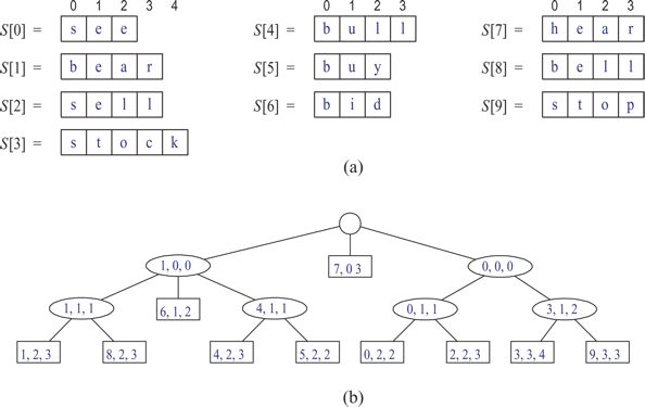 0 1 2 3 4 0 1 2 3 0 1 2 3
S[0] = s e e S[4] = b u l l S[7] = h e a r
S[1] = b e a r S[5] = b u y S[8] = b e l l
S[2] = s e l l S[6] = b i d S[9] = s t o p
S[3] = s t o c k
(a)
1, 0, 0 7, 0 3 0, 0, 0
1, 1, 1 6, 1, 2 4, 1, 1 0, 1, 1 3, 1, 2
1, 2, 3 8, 2, 3 4, 2, 3 5, 2, 2 0, 2, 2 2, 2, 3 3, 3, 4 9, 3, 3
(b)